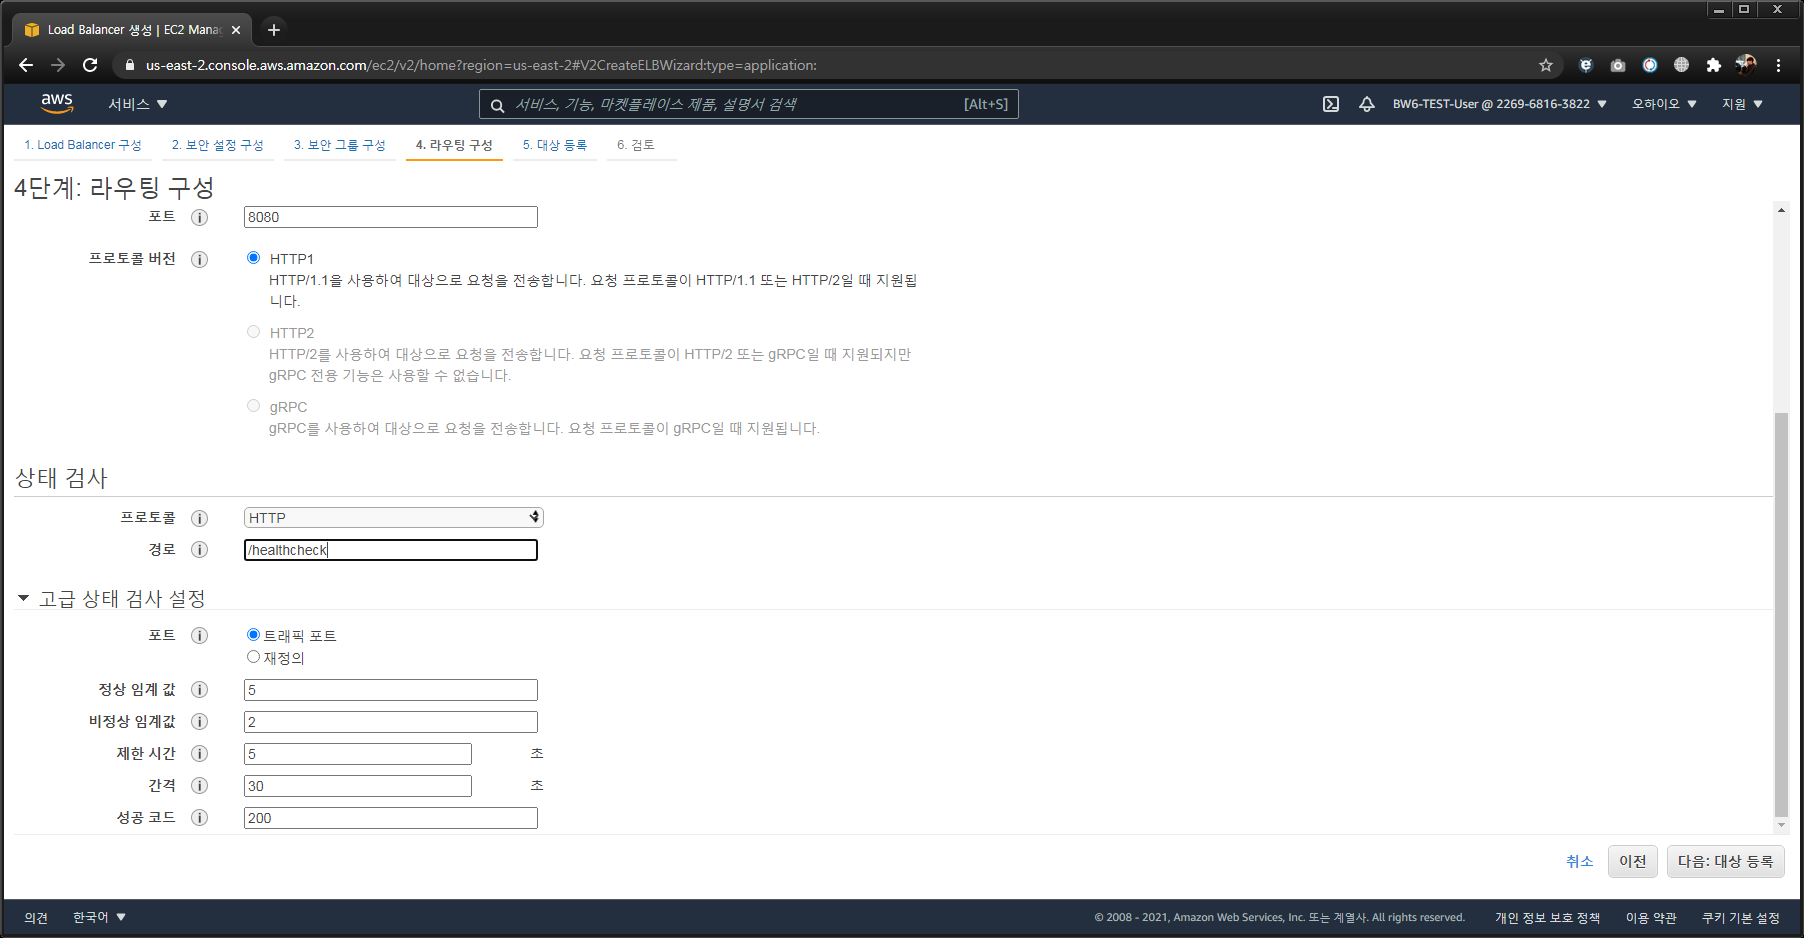 Load Balancer 생성 | EC2 Mana
us-east-2.console.aws.amazon.com/ec2/v2/home?region=us-east-2#V2CreateELBWizard:type=application:
aws 서비스 서비스, 기능, 마켓플레이스 제품, 설명서 검색 [Alt+S] BW6-TEST-User @ 2269-6816-3822 오하이오 지원
1. Load Balancer 구성 2. 보안 설정 구성 3. 보안 그룹 구성 4. 라우팅 구성 5. 대상 등록 6. 검토
4단계: 라우팅 구성
포트 8080
프로토콜 버전 HTTP1
HTTP/1.1을 사용하여 대상으로 요청을 전송합니다. 요청 프로토콜이 HTTP/1.1 또는 HTTP/2일 때 지원됩
니다.
HTTP2
HTTP/2를 사용하여 대상으로 요청을 전송합니다. 요청 프로토콜이 HTTP/2 또는 gRPC일 때 지원되지만
gRPC 전용 기능은 사용할 수 없습니다.
gRPC
gRPC를 사용하여 대상으로 요청을 전송합니다. 요청 프로토콜이 gRPC일 때 지원됩니다.
상태 검사
프로토콜 HTTP
경로 /healthcheck
고급 상태 검사 설정
포트 트래픽 포트
재정의
정상 임계 값 5
비정상 임계값 2
제한 시간 5 초
간격 30 초
성공 코드 200
취소 이전 다음: 대상 등록
의견 한국어 © 2008 - 2021, Amazon Web Services, Inc. 또는 계열사. All rights reserved. 개인 정보 보호 정책 이용 약관 쿠키 기본 설정